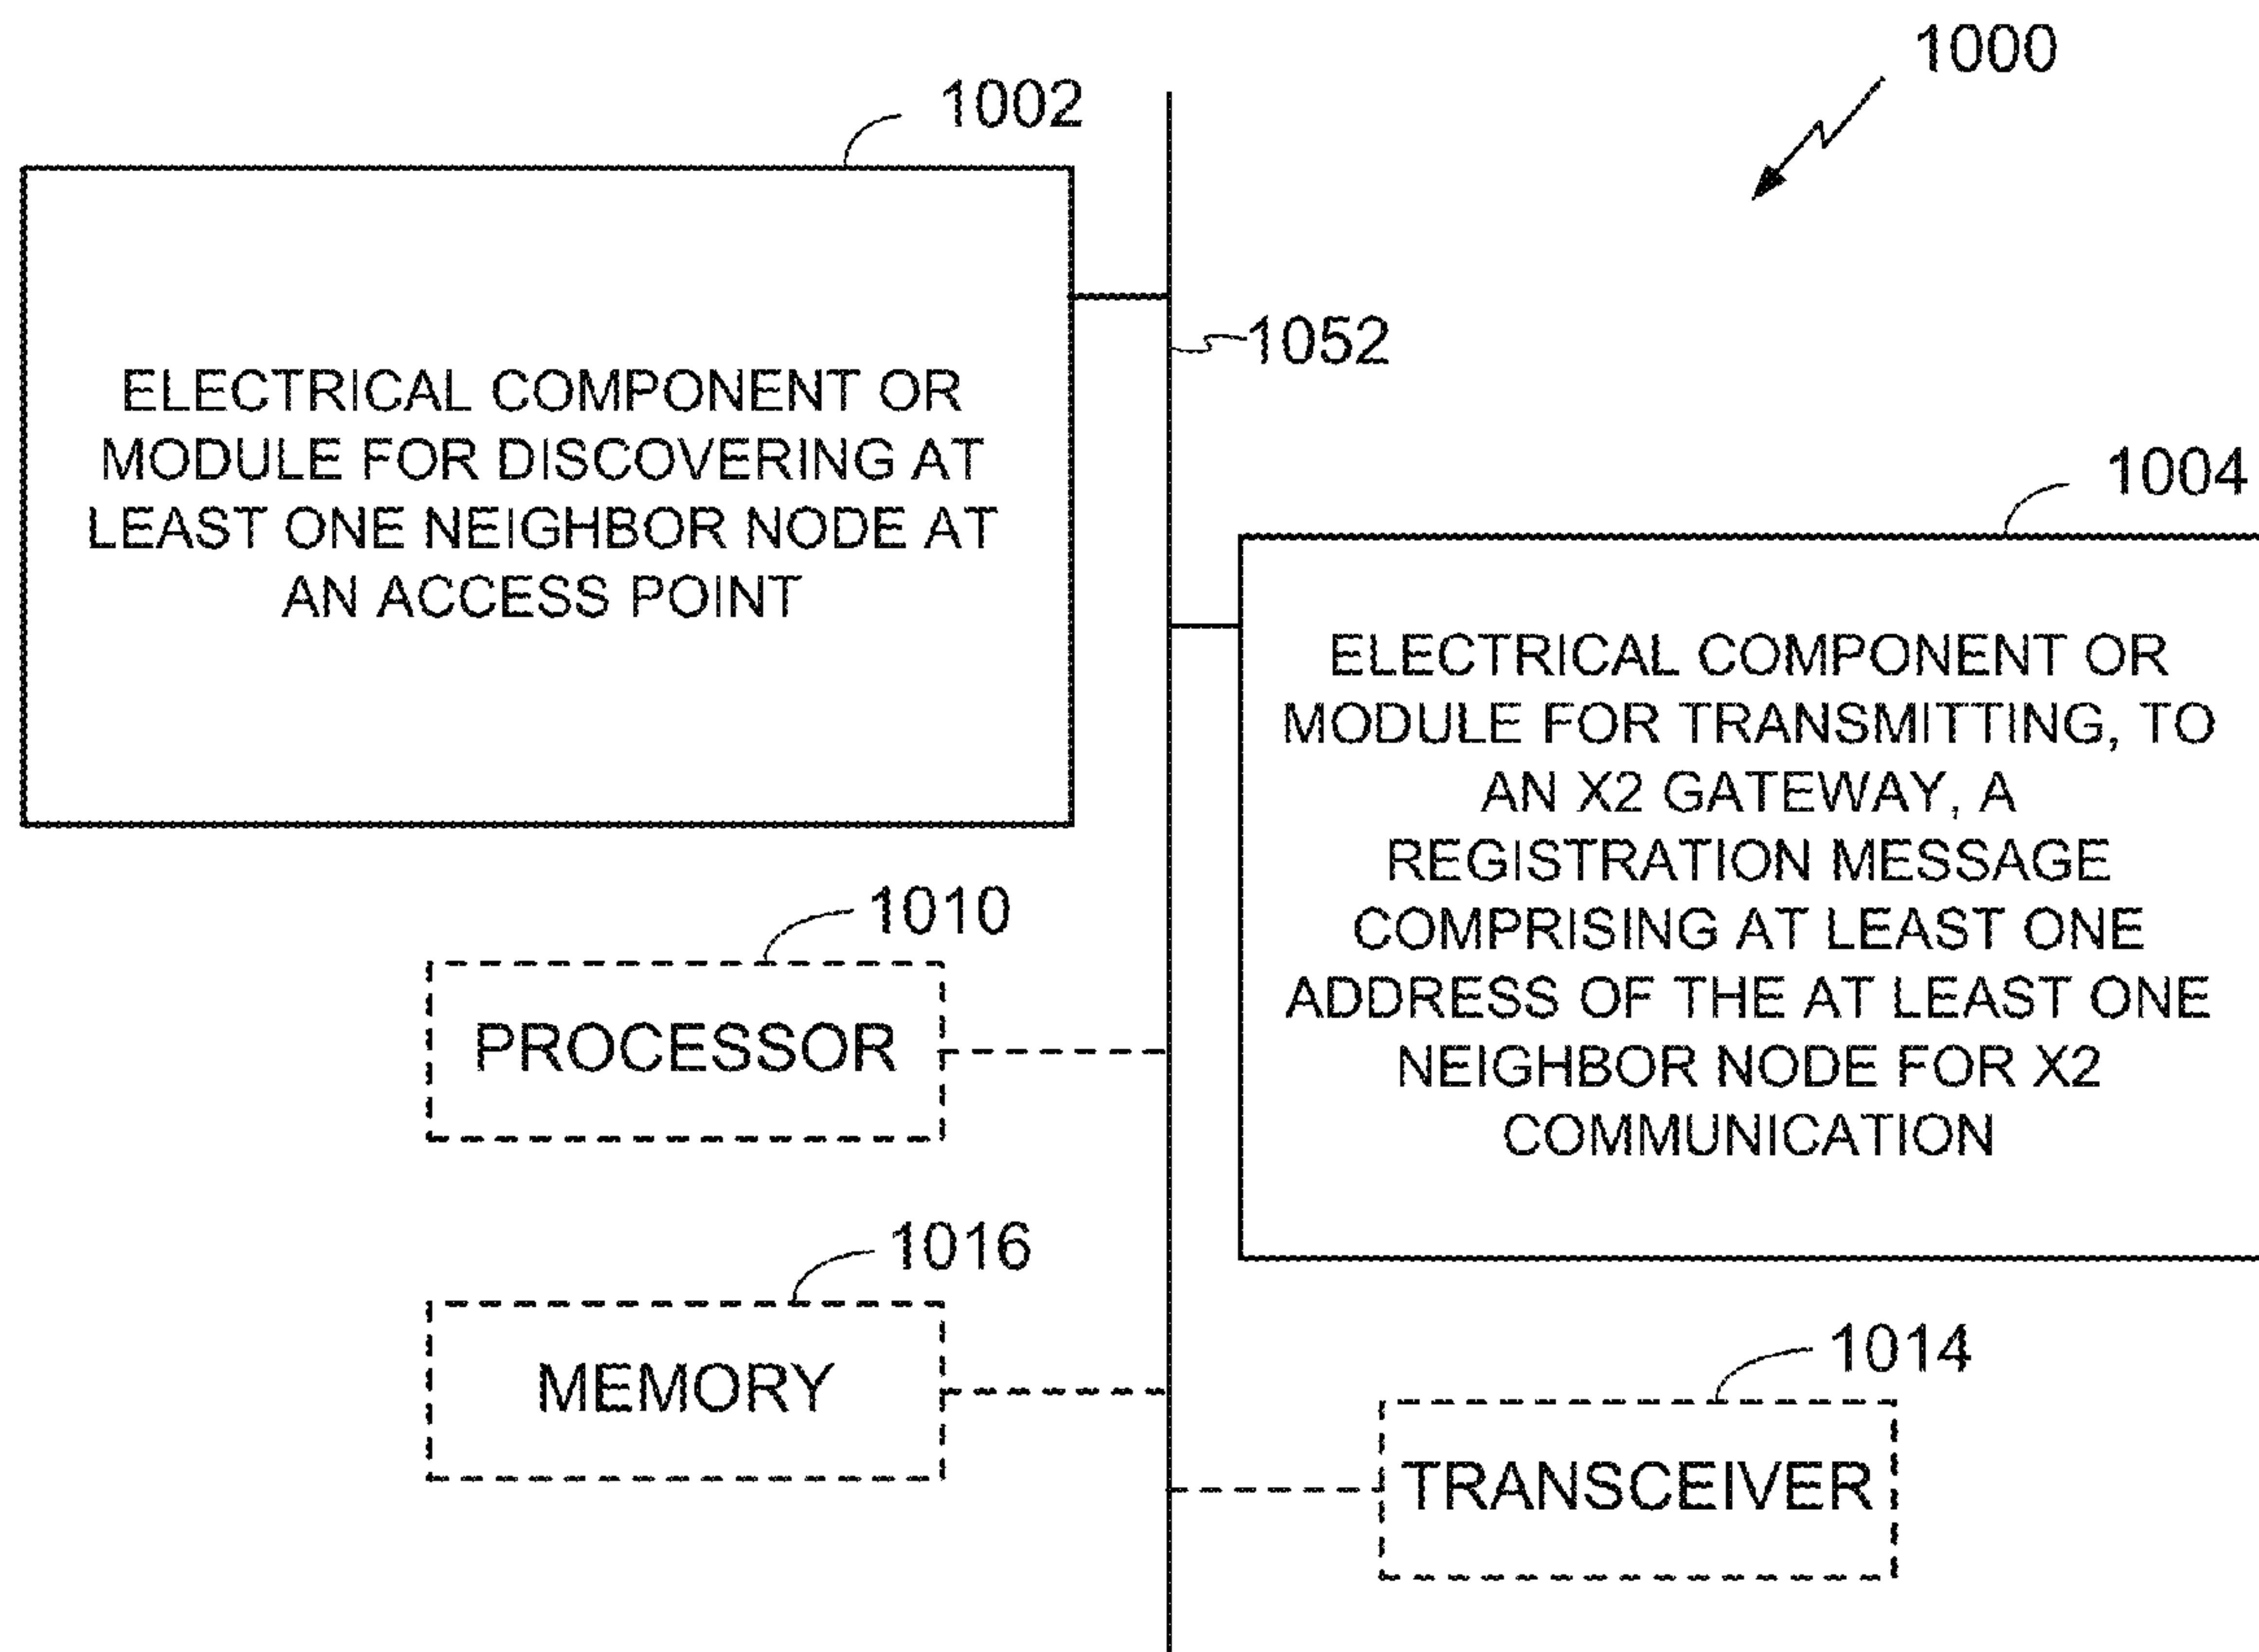 1000
1002
ELECTRICAL COMPONENT OR
MODULE FOR DISCOVERING AT
LEAST ONE NEIGHBOR NODE AT
AN ACCESS POINT
1052
1004
ELECTRICAL COMPONENT OR
MODULE FOR TRANSMITTING, TO
AN X2 GATEWAY, A
REGISTRATION MESSAGE
COMPRISING AT LEAST ONE
ADDRESS OF THE AT LEAST ONE
NEIGHBOR NODE FOR X2
COMMUNICATION
1010
PROCESSOR
1016
MEMORY
1014
TRANSCEIVER